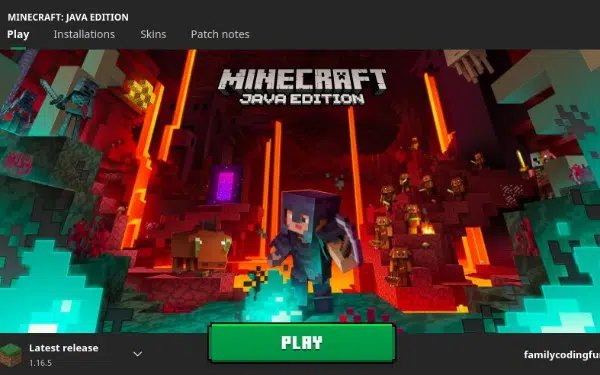 MINECRAFT: JAVA EDITION
Play Installations Skins Patch notes
MINECRAFT
JAVA EDITION
PLAY
Latest release
1.16.5
familycodingfu